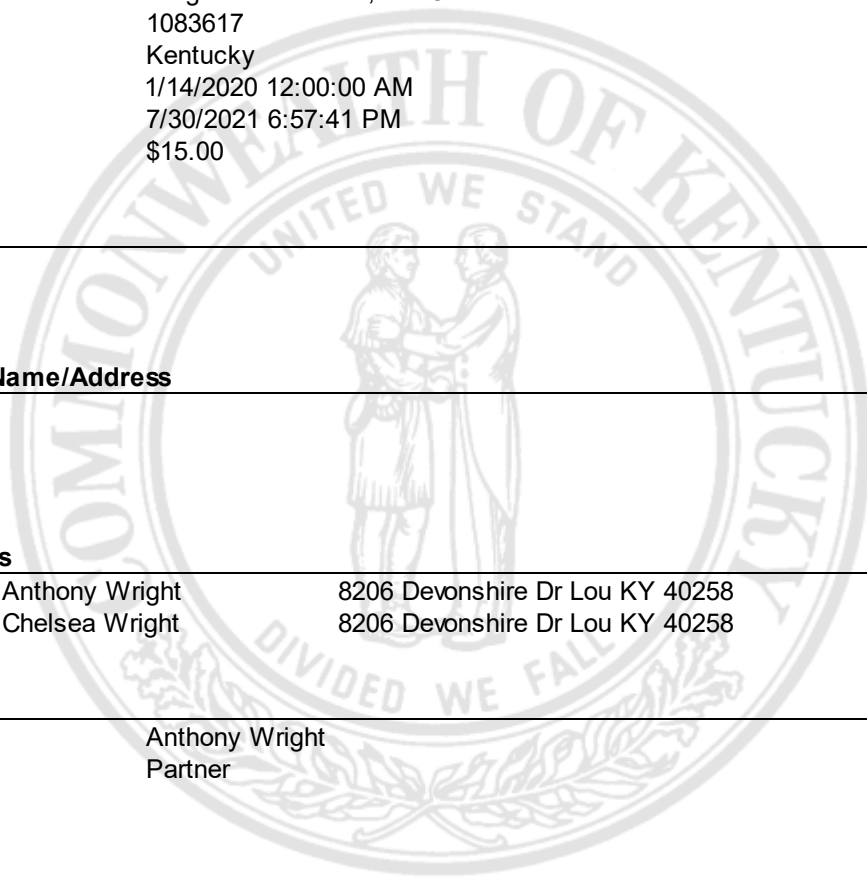 1083617
Kentucky
1/14/2020 12:00:00 AM
7/30/2021 6:57:41 PM
$15.00
COMMONWEALTH OF KENTUCKY
UNITED WE STAND
Name/Address
s
Anthony Wright 8206 Devonshire Dr Lou KY 40258
Chelsea Wright 8206 Devonshire Dr Lou KY 40258
DIVIDED WE FALL
Anthony Wright
Partner